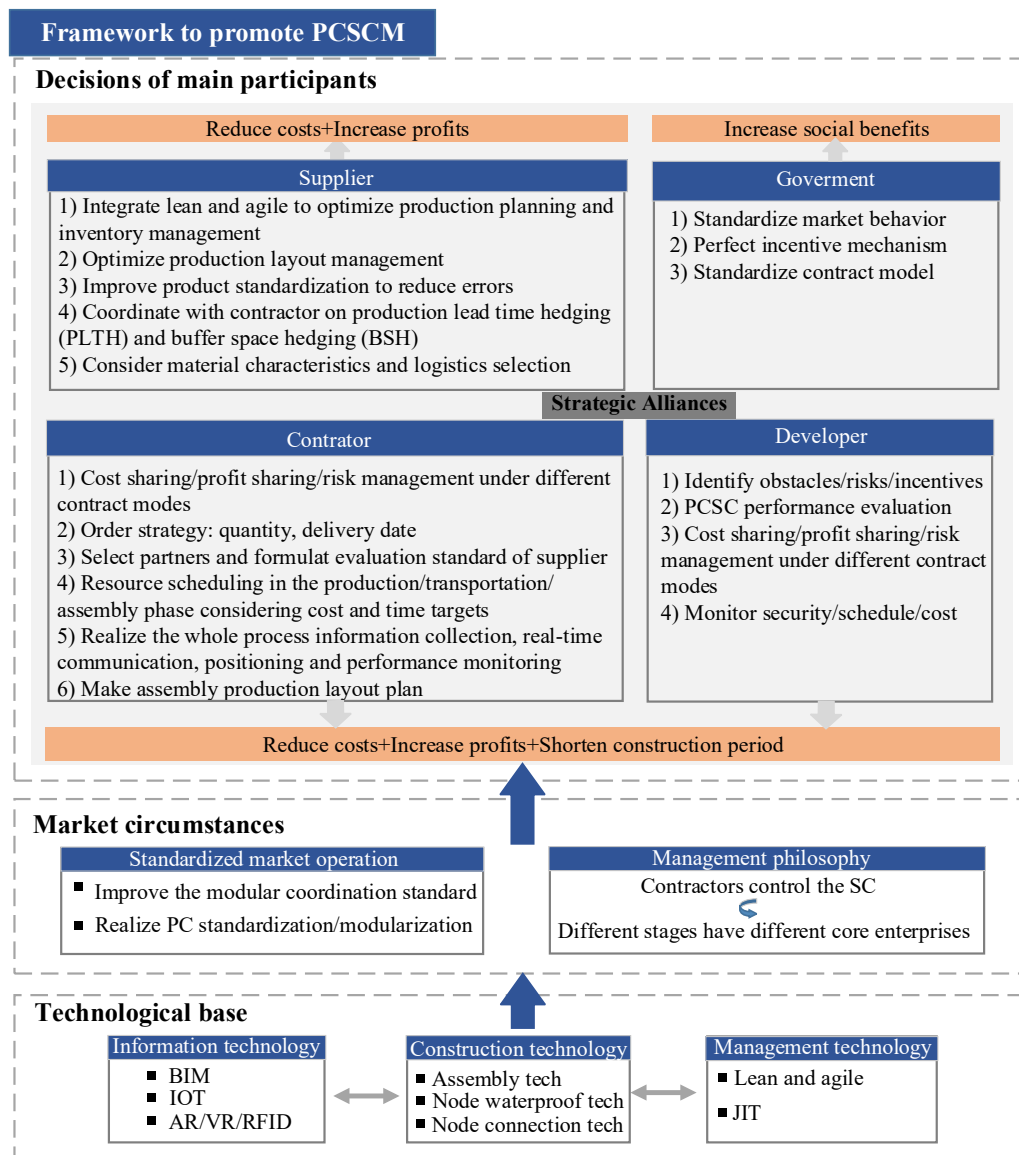 Framework to promote PCSCM
Decisions of main participants
Reduce costs+Increase profits
Supplier
1) Integrate lean and agile to optimize production planning and
inventory management
2) Optimize production layout management
3) Improve product standardization to reduce errors
4) Coordinate with contractor on production lead time hedging
(PLTH) and buffer space hedging (BSH)
5) Consider material characteristics and logistics selection
Increase social benefits
Goverment
1) Standardize market behavior
2) Perfect incentive mechanism
3) Standardize contract model
Strategic Alliances
Contrator
1) Cost sharing/profit sharing/risk management under different
contract modes
2) Order strategy: quantity, delivery date
3) Select partners and formulat evaluation standard of supplier
4) Resource scheduling in the production/transportation/
assembly phase considering cost and time targets
5) Realize the whole process information collection, real-time
communication, positioning and performance monitoring
6) Make assembly production layout plan
Developer
1) Identify obstacles/risks/incentives
2) PCSC performance evaluation
3) Cost sharing/profit sharing/risk
management under different contract
modes
4) Monitor security/schedule/cost
Reduce costs+Increase profits+Shorten construction period
Market circumstances
Standardized market operation
▪ Improve the modular coordination standard
▪ Realize PC standardization/modularization
Management philosophy
Contractors control the SC
Different stages have different core enterprises
Technological base
Information technology
▪ BIM
▪ IOT
▪ AR/VR/RFID
Construction technology
▪ Assembly tech
▪ Node waterproof tech
▪ Node connection tech
Management technology
▪ Lean and agile
▪ JIT